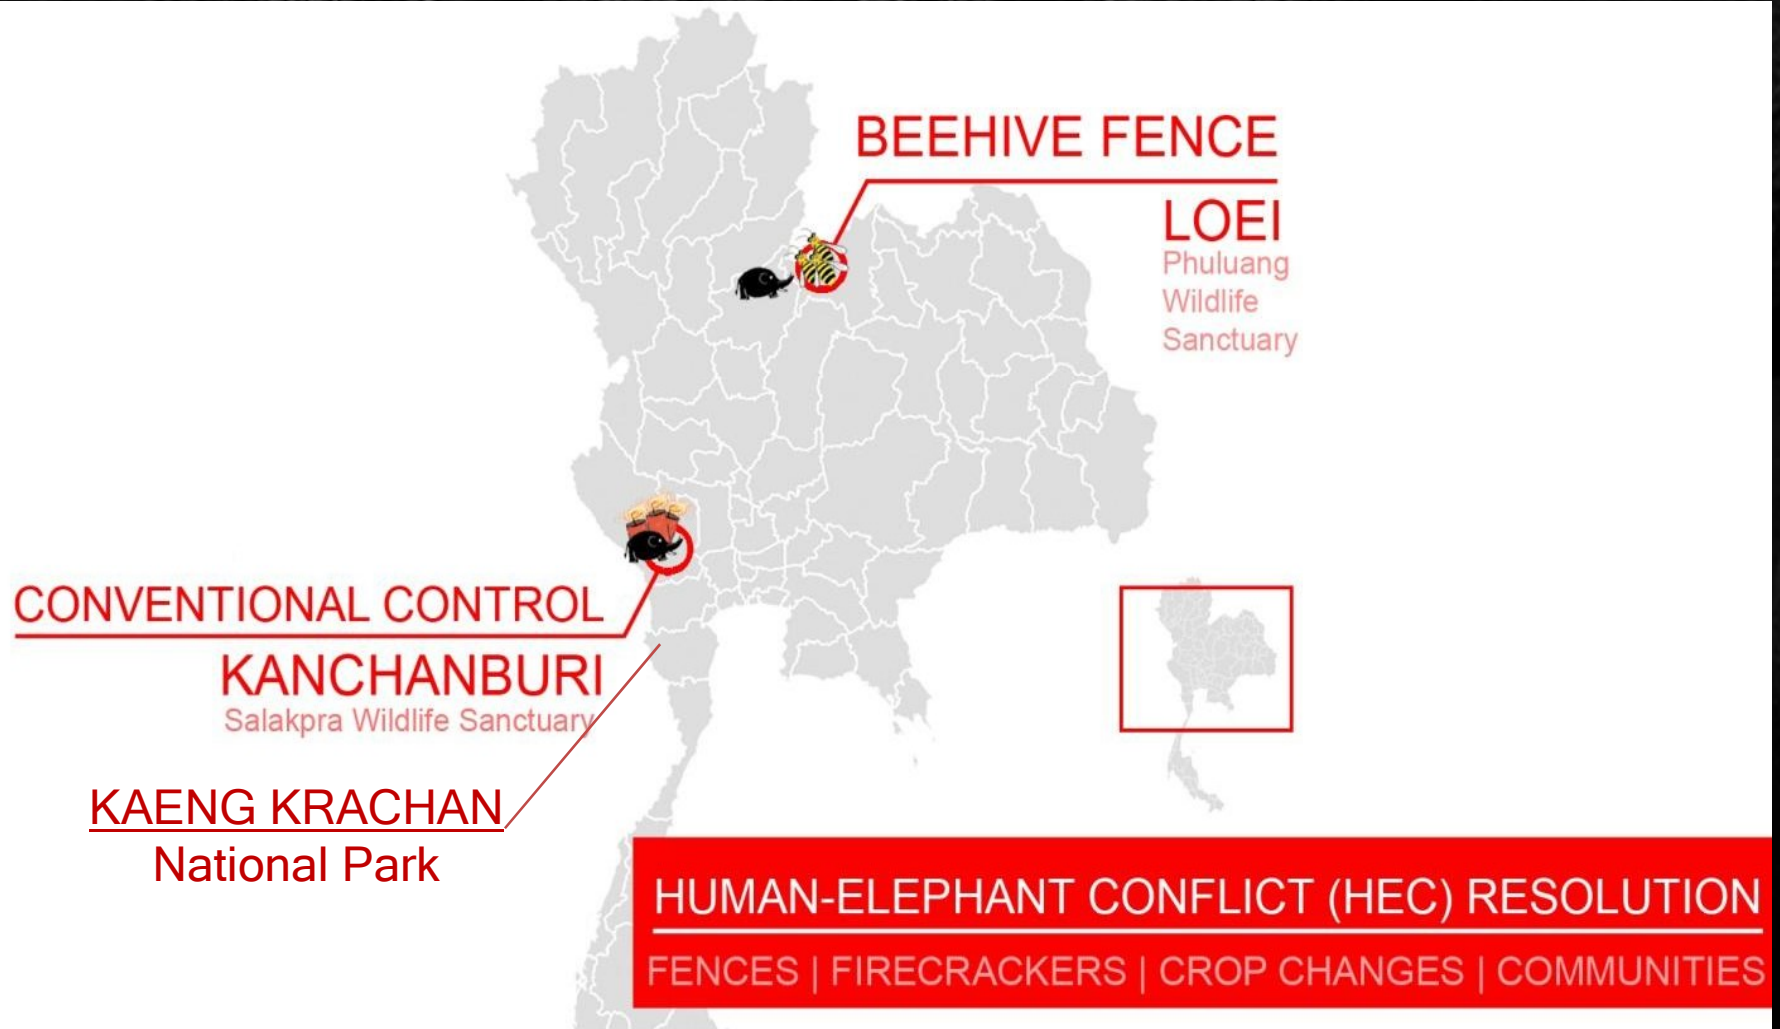 BEEHIVE FENCE
LOEI
Phuluang
Wildlife
Sanctuary
CONVENTIONAL CONTROL
KANCHANBURI
Salakpra Wildlife Sanctuary
KAENG KRACHAN
National Park
HUMAN-ELEPHANT CONFLICT (HEC) RESOLUTION
FENCES | FIRECRACKERS | CROP CHANGES | COMMUNITIES